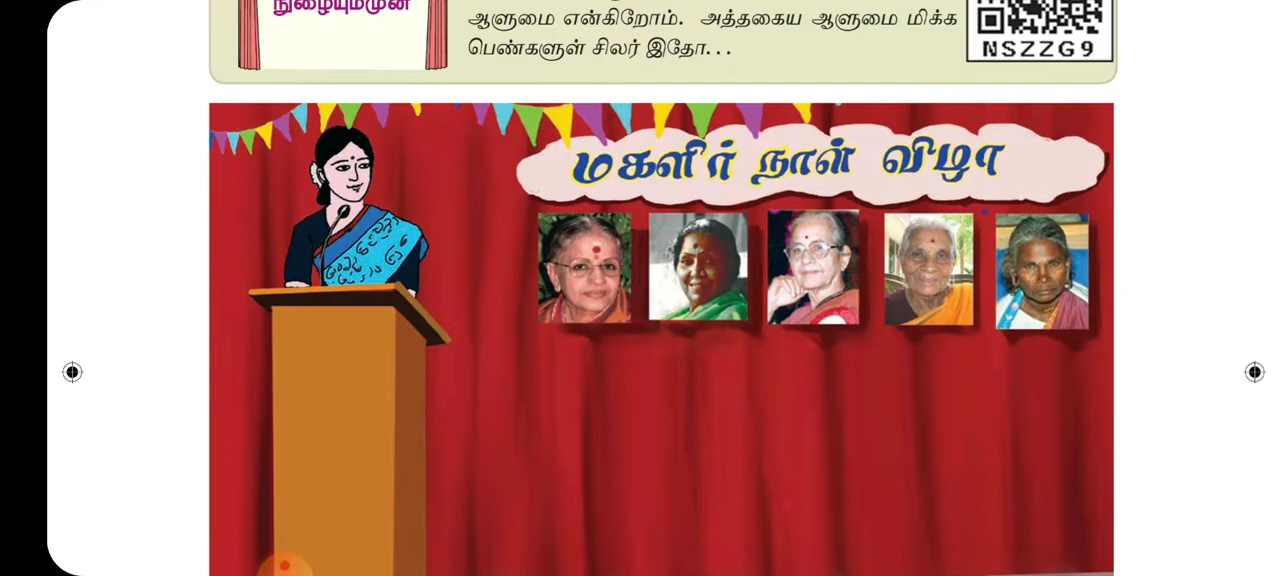 நுழையுமுன்
ஆளுமை என்கிறோம். அத்தகைய ஆளுமை மிக்க
பெண்களுள் சிலர் இதோ...
NSZZG9
மகளிர் நாள் விழா